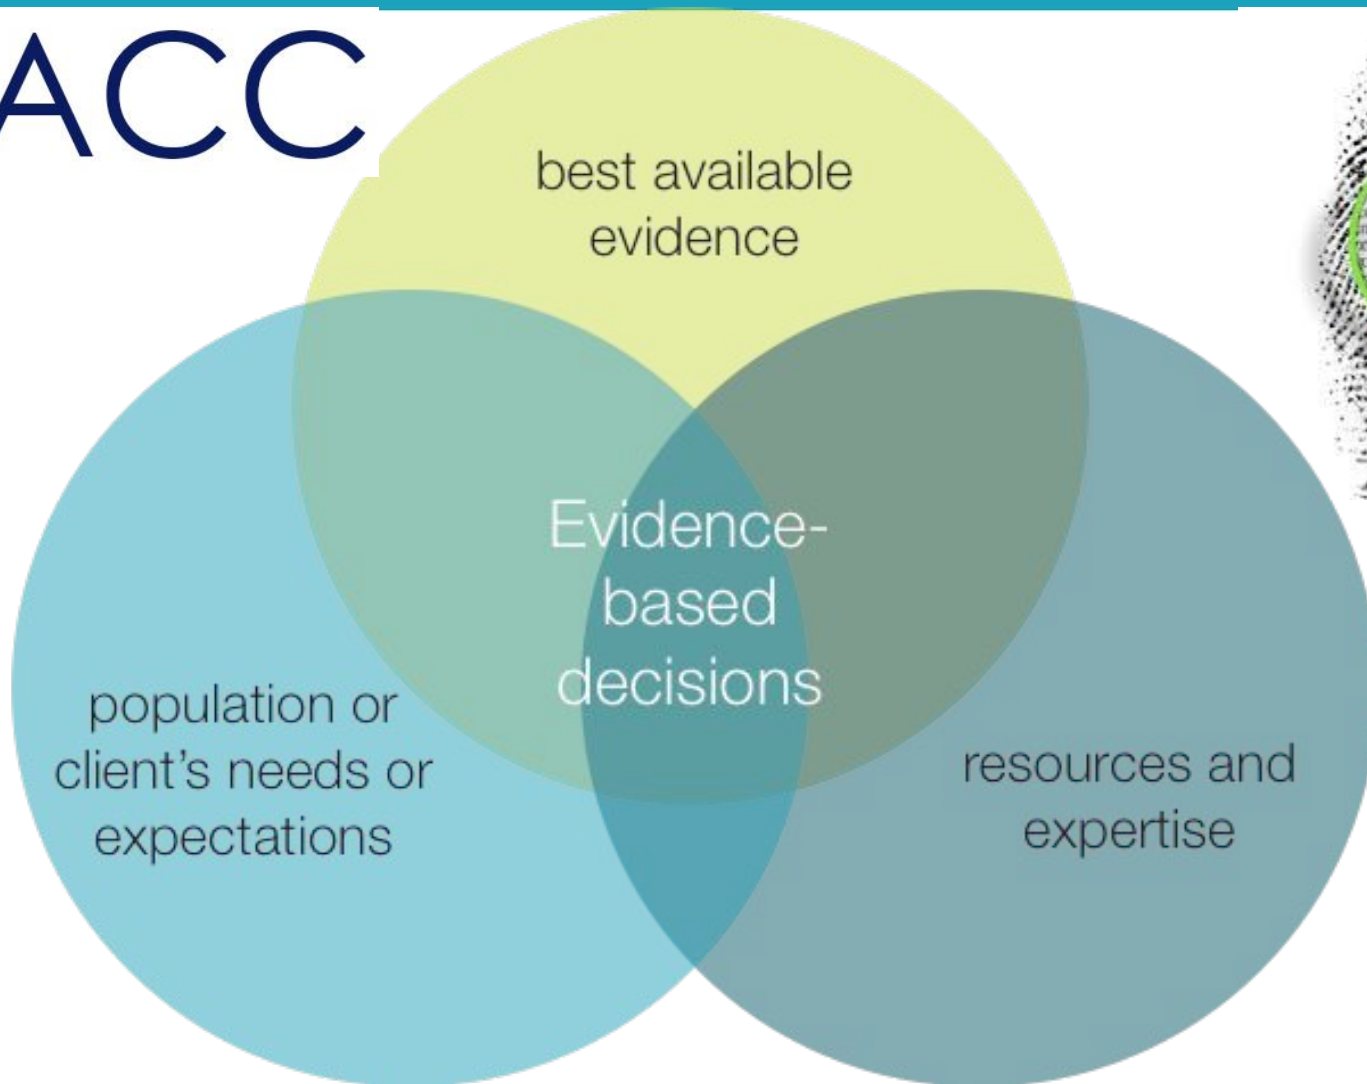 ACC
best available
evidence
Evidence-
based
decisions
population or
client's needs or
expectations
resources and
expertise